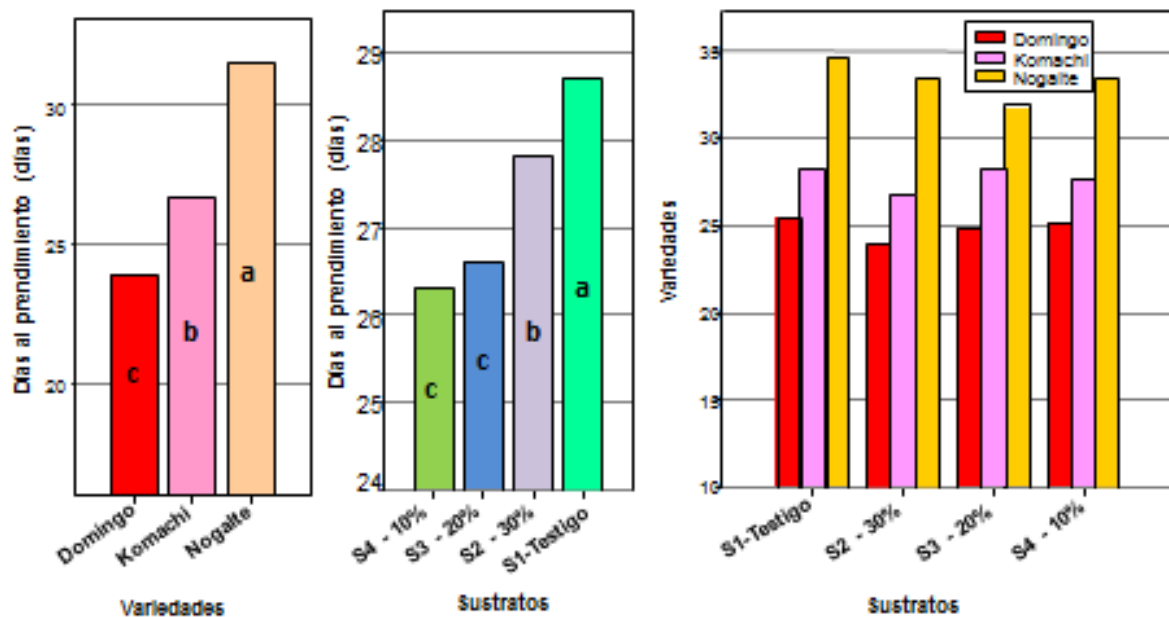 Días al prendimiento (días)
30
25
20
c
b
a
Domingo
Komachi
Nogalte
Variedades
Días al prendimiento (días)
29
28
27
26
25
24
c
c
b
a
S4 - 10%
S3 - 20%
S2 - 30%
S1-Testigo
Sustratos
Variedades
35
30
25
20
15
10
Domingo
Komachi
Nogalte
S1-Testigo
S2 - 30%
S3 - 20%
S4 - 10%
Sustratos